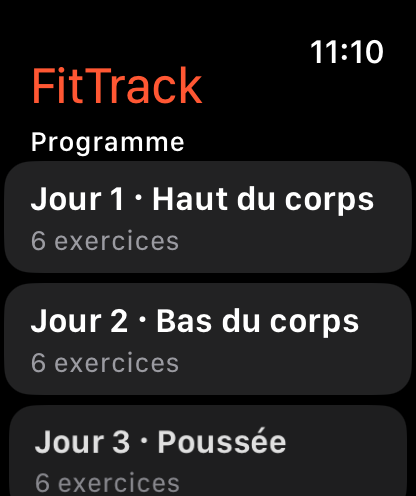 11:10
FitTrack
Programme
Jour 1 · Haut du corps
6 exercices
Jour 2 · Bas du corps
6 exercices
Jour 3 · Poussée
6 exercices